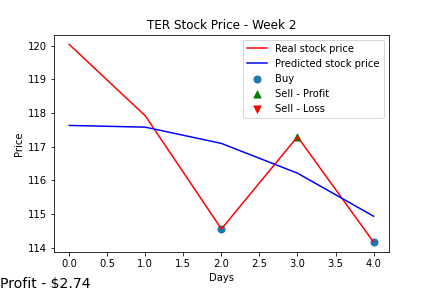 TER Stock Price - Week 2
Real stock price
Predicted stock price
Buy
Sell - Profit
Sell - Loss
120
119
118
117
116
115
114
Price
0.0 0.5 1.0 1.5 2.0 2.5 3.0 3.5 4.0
Days
Profit - $2.74